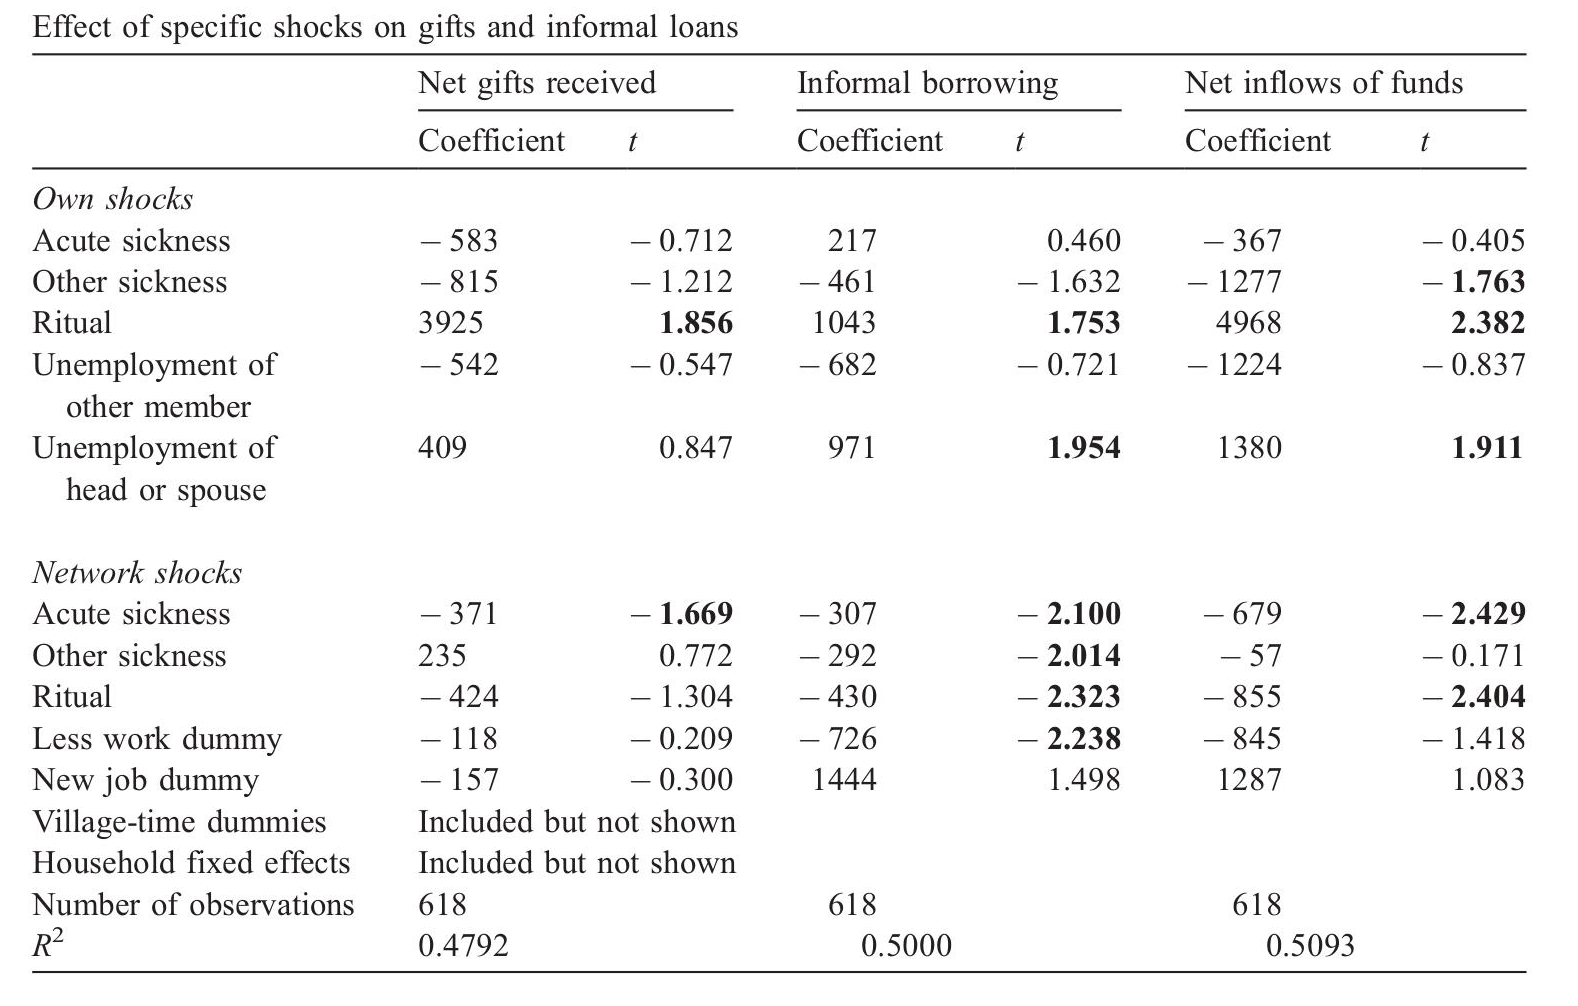 Effect of specific shocks on gifts and informal loans
Net gifts received Informal borrowing Net inflows of funds
Coefficient t Coefficient t Coefficient t
Own shocks
Acute sickness − 583 − 0.712 217 0.460 − 367 − 0.405
Other sickness − 815 − 1.212 − 461 − 1.632 − 1277 − 1.763
Ritual 3925 1.856 1043 1.753 4968 2.382
Unemployment of − 542 − 0.547 − 682 − 0.721 − 1224 − 0.837
other member
Unemployment of 409 0.847 971 1.954 1380 1.911
head or spouse
Network shocks
Acute sickness − 371 − 1.669 − 307 − 2.100 − 679 − 2.429
Other sickness 235 0.772 − 292 − 2.014 − 57 − 0.171
Ritual − 424 − 1.304 − 430 − 2.323 − 855 − 2.404
Less work dummy − 118 − 0.209 − 726 − 2.238 − 845 − 1.418
New job dummy − 157 − 0.300 1444 1.498 1287 1.083
Village-time dummies Included but not shown
Household fixed effects Included but not shown
Number of observations 618 618 618
R² 0.4792 0.5000 0.5093